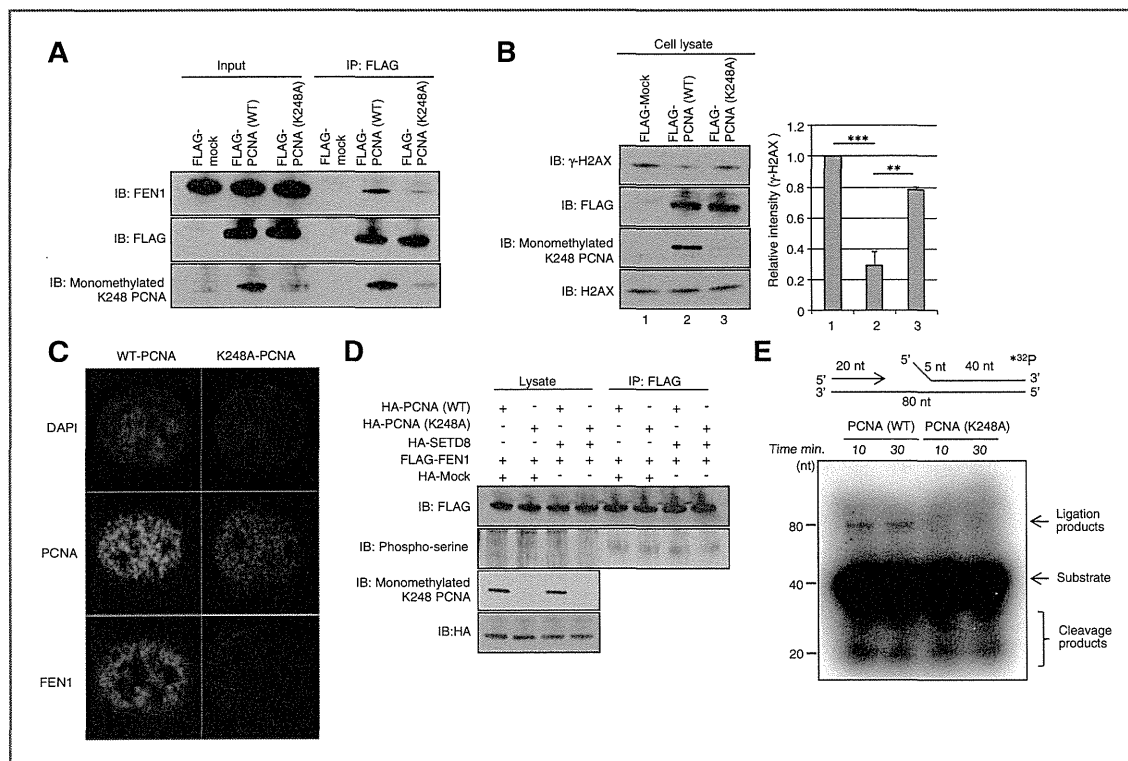 A
Input
IP: FLAG
FLAG-
mock
FLAG-
PCNA (WT)
FLAG-
PCNA (K248A)
FLAG-
mock
FLAG-
PCNA (WT)
FLAG-
PCNA (K248A)
IB: FEN1
IB: FLAG
IB: Monomethylated
K248 PCNA
B
Cell lysate
FLAG-Mock
FLAG-
PCNA (WT)
FLAG-
PCNA (K248A)
IB: γ-H2AX
IB: FLAG
IB: Monomethylated
K248 PCNA
IB: H2AX
1 2 3
Relative intensity (γ-H2AX)
1.2
1.0
0.8
0.6
0.4
0.2
0
***
**
1 2 3
C
WT-PCNA K248A-PCNA
DAPI
PCNA
FEN1
D
Lysate IP: FLAG
HA-PCNA (WT) + - + - + - + -
HA-PCNA (K248A) - + - + - + - +
HA-SETD8 - - + + - - + +
FLAG-FEN1 + + + + + + + +
HA-Mock + + - - + + - -
IB: FLAG
IB: Phospho-serine
IB: Monomethylated
K248 PCNA
IB:HA
E
20 nt 5' 5 nt 40 nt *32P
5' 3'
3' 5'
80 nt
PCNA (WT) PCNA (K248A)
Time min. 10 30 10 30
(nt)
80
40
20
Ligation
products
Substrate
Cleavage
products